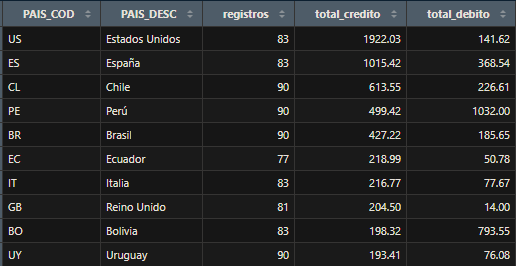 PAIS_COD PAIS_DESC registros total_credito total_debito
US Estados Unidos 83 1922.03 141.62
ES España 83 1015.42 368.54
CL Chile 90 613.55 226.61
PE Perú 90 499.42 1032.00
BR Brasil 90 427.22 185.65
EC Ecuador 77 218.99 50.78
IT Italia 83 216.77 77.67
GB Reino Unido 81 204.50 14.00
BO Bolivia 83 198.32 793.55
UY Uruguay 90 193.41 76.08